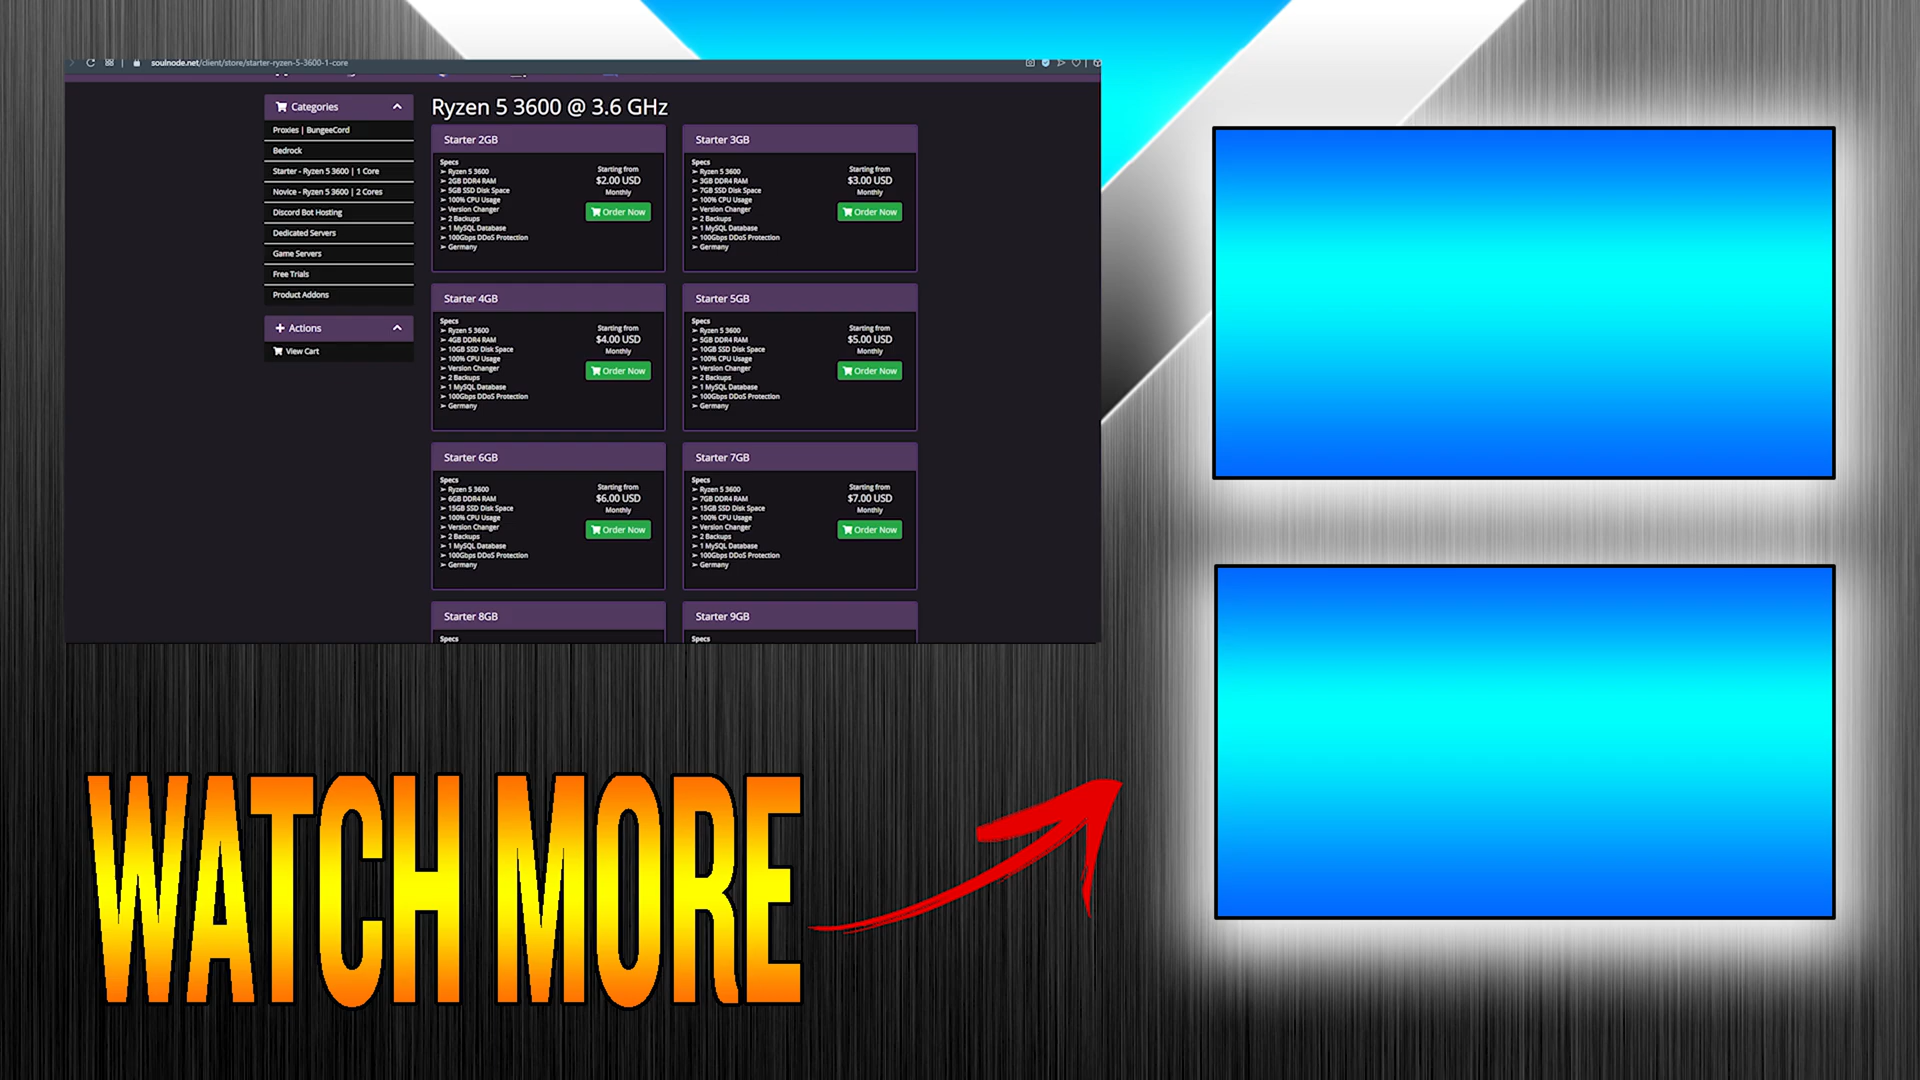 soulnode.net/client/store/starter-ryzen-5-3600-1-core
Categories
Proxies | BungeeCord
Bedrock
Starter - Ryzen 5 3600 | 1 Core
Novice - Ryzen 5 3600 | 2 Cores
Discord Bot Hosting
Dedicated Servers
Game Servers
Free Trials
Product Addons
Actions
View Cart
Ryzen 5 3600 @ 3.6 GHz
Starter 2GB
Specs
➢ Ryzen 5 3600
➢ 2GB DDR4 RAM
➢ 5GB SSD Disk Space
➢ 100% CPU Usage
➢ Version Changer
➢ 2 Backups
➢ 1 MySQL Database
➢ 100Gbps DDoS Protection
➢ Germany
Starting from
$2.00 USD
Monthly
Order Now
Starter 3GB
Specs
➢ Ryzen 5 3600
➢ 3GB DDR4 RAM
➢ 7GB SSD Disk Space
➢ 100% CPU Usage
➢ Version Changer
➢ 2 Backups
➢ 1 MySQL Database
➢ 100Gbps DDoS Protection
➢ Germany
Starting from
$3.00 USD
Monthly
Order Now
Starter 4GB
Specs
➢ Ryzen 5 3600
➢ 4GB DDR4 RAM
➢ 10GB SSD Disk Space
➢ 100% CPU Usage
➢ Version Changer
➢ 2 Backups
➢ 1 MySQL Database
➢ 100Gbps DDoS Protection
➢ Germany
Starting from
$4.00 USD
Monthly
Order Now
Starter 5GB
Specs
➢ Ryzen 5 3600
➢ 5GB DDR4 RAM
➢ 10GB SSD Disk Space
➢ 100% CPU Usage
➢ Version Changer
➢ 2 Backups
➢ 1 MySQL Database
➢ 100Gbps DDoS Protection
➢ Germany
Starting from
$5.00 USD
Monthly
Order Now
Starter 6GB
Specs
➢ Ryzen 5 3600
➢ 6GB DDR4 RAM
➢ 15GB SSD Disk Space
➢ 100% CPU Usage
➢ Version Changer
➢ 2 Backups
➢ 1 MySQL Database
➢ 100Gbps DDoS Protection
➢ Germany
Starting from
$6.00 USD
Monthly
Order Now
Starter 7GB
Specs
➢ Ryzen 5 3600
➢ 7GB DDR4 RAM
➢ 15GB SSD Disk Space
➢ 100% CPU Usage
➢ Version Changer
➢ 2 Backups
➢ 1 MySQL Database
➢ 100Gbps DDoS Protection
➢ Germany
Starting from
$7.00 USD
Monthly
Order Now
Starter 8GB
Specs
Starter 9GB
Specs
WATCH MORE